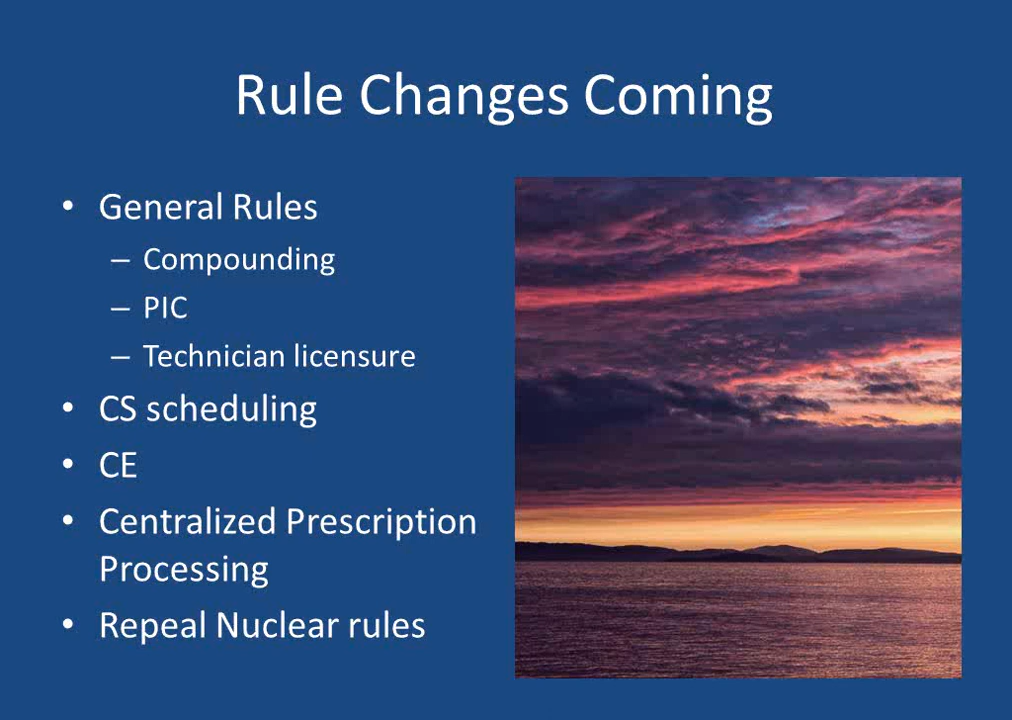 Rule Changes Coming
• General Rules
– Compounding
– PIC
– Technician licensure
• CS scheduling
• CE
• Centralized Prescription
Processing
• Repeal Nuclear rules